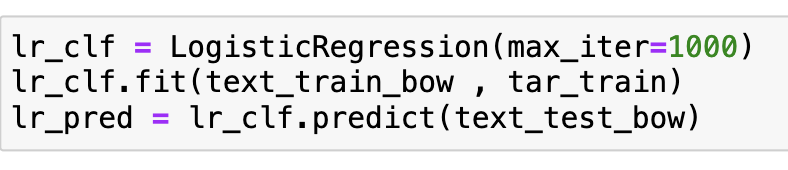 lr_clf = LogisticRegression(max_iter=1000)
lr_clf.fit(text_train_bow , tar_train)
lr_pred = lr_clf.predict(text_test_bow)